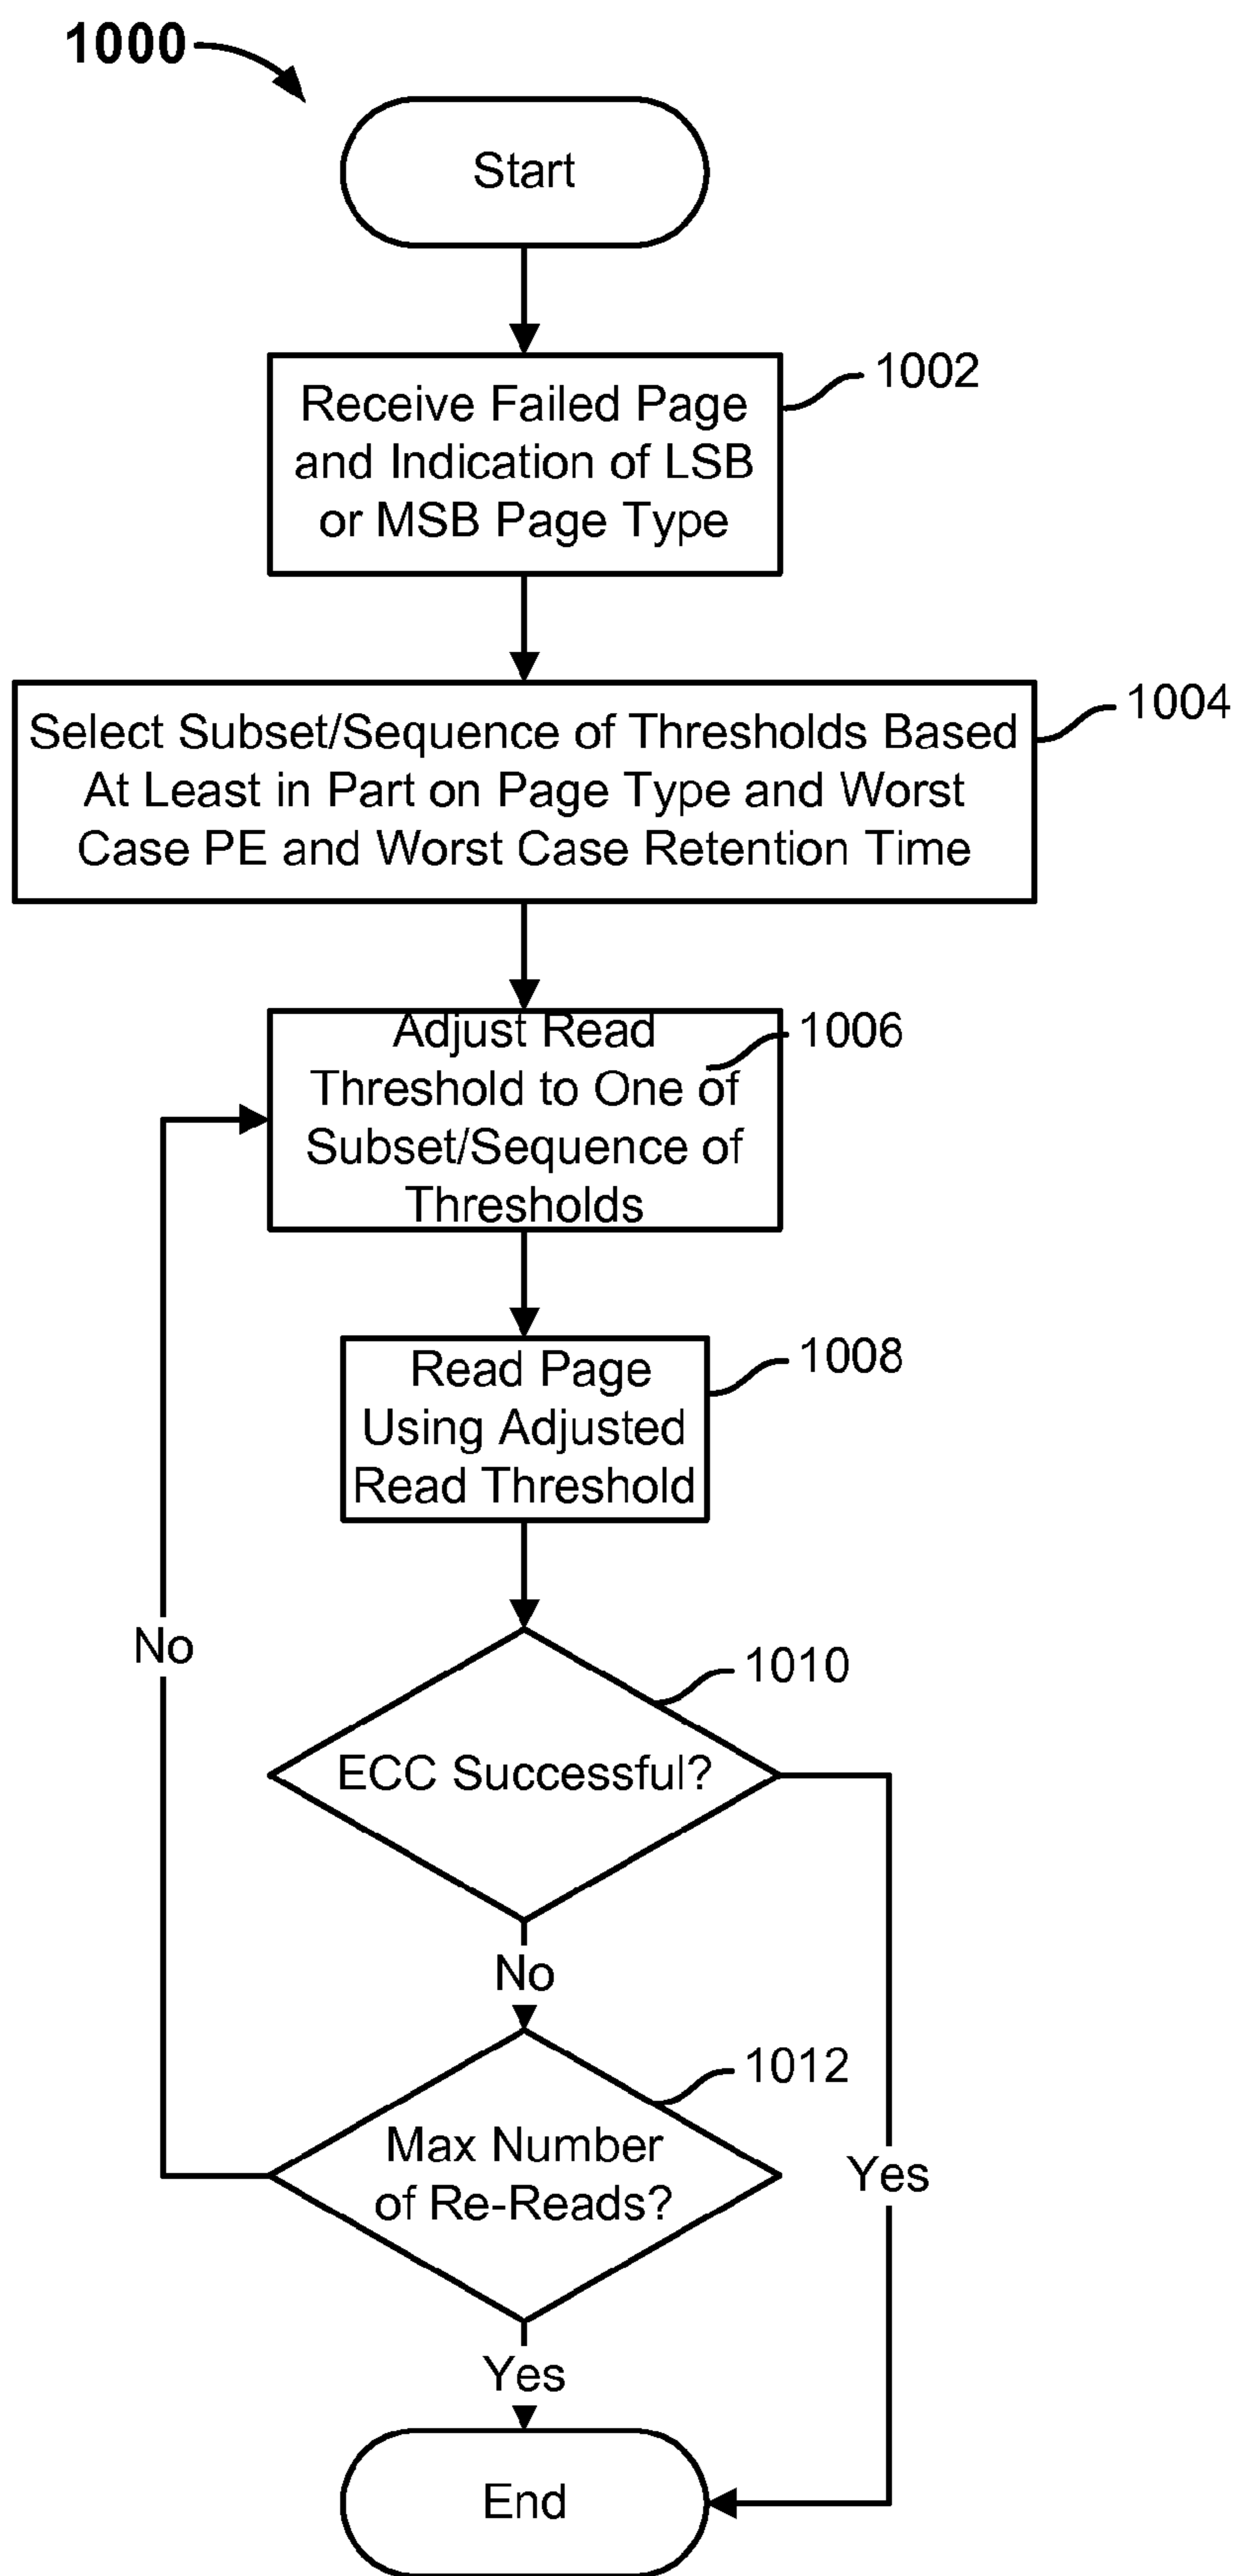 1000
Start
Receive Failed Page
and Indication of LSB
or MSB Page Type
1002
Select Subset/Sequence of Thresholds Based
At Least in Part on Page Type and Worst
Case PE and Worst Case Retention Time
1004
Adjust Read
Threshold to One of
Subset/Sequence of
Thresholds
1006
Read Page
Using Adjusted
Read Threshold
1008
No
ECC Successful?
1010
No
Max Number
of Re-Reads?
1012
Yes
Yes
End